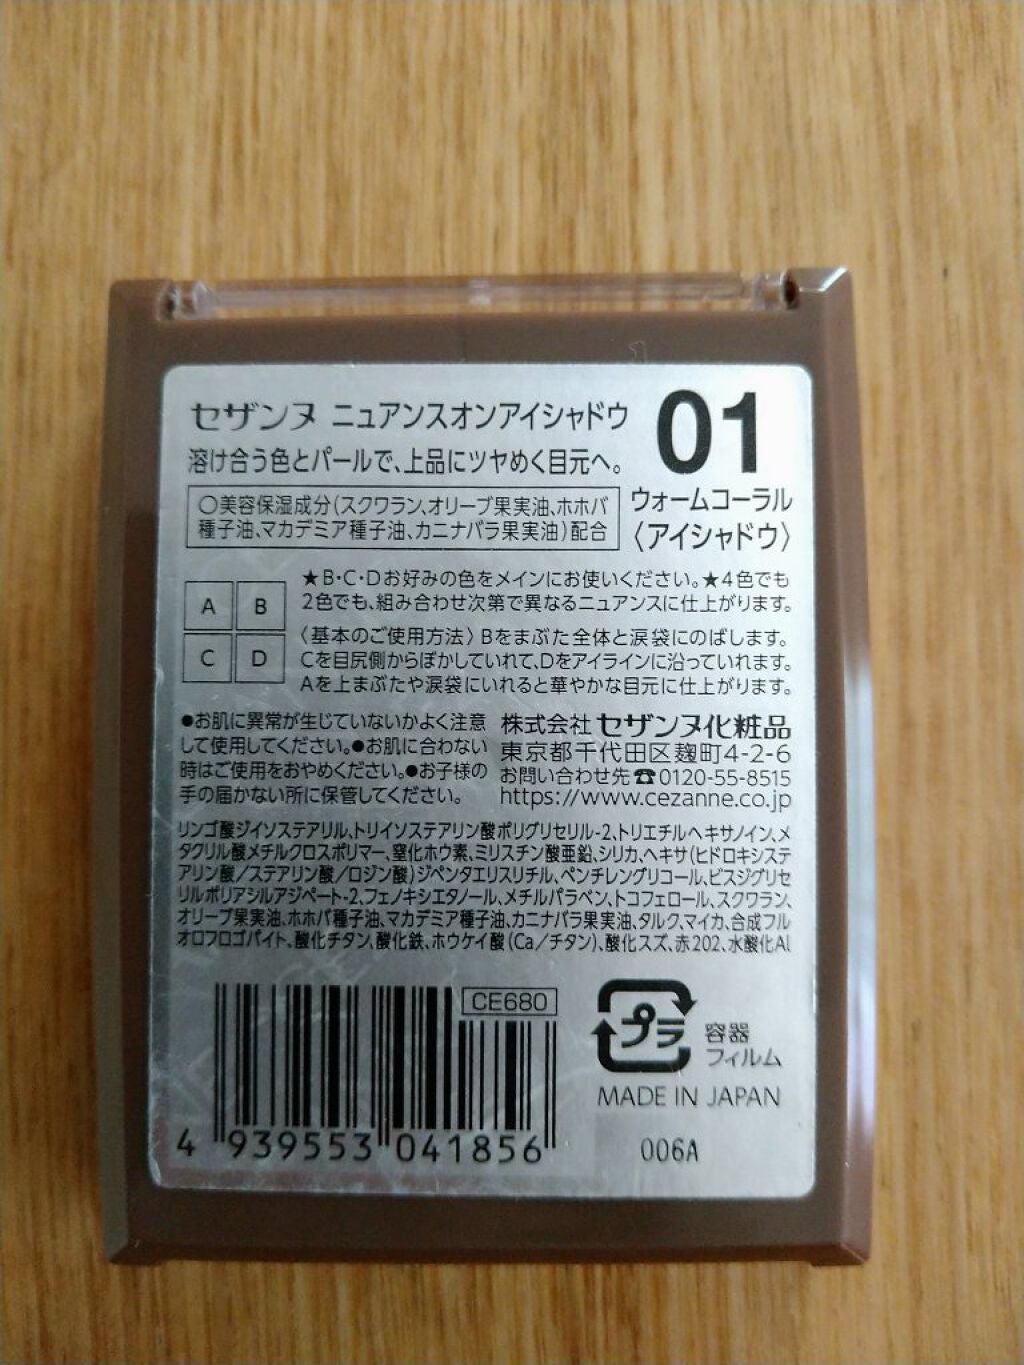 セザンヌ ニュアンスオンアイシャドウ
溶け合う色とパールで、上品にツヤめく目元へ。
01
ウォームコーラル
〈アイシャドウ〉
○美容保湿成分(スクワラン、オリーブ果実油、ホホバ
種子油、マカデミア種子油、カニナバラ果実油)配合
A B
C D
★B・C・Dお好みの色をメインにお使いください。★4色でも
2色でも、組み合わせ次第で異なるニュアンスに仕上がります。
〈基本のご使用方法〉Bをまぶた全体と涙袋にのばします。
Cを目尻側からぼかしていれて、Dをアイラインに沿っていれます。
Aを上まぶたや涙袋にいれると華やかな目元に仕上がります。
●お肌に異常が生じていないかよく注意
して使用してください。●お肌に合わない
時はご使用をおやめください。●お子様の
手の届かない所に保管してください。
株式会社 セザンヌ化粧品
東京都千代田区麹町4-2-6
お問い合わせ先☎0120-55-8515
https://www.cezanne.co.jp
リンゴ酸ジイソステアリル、トリイソステアリン酸ポリグリセリル-2、トリエチルヘキサノイン、メ
タクリル酸メチルクロスポリマー、窒化ホウ素、ミリスチン酸亜鉛、シリカ、ヘキサ(ヒドロキシステ
アリン酸/ステアリン酸/ロジン酸)ジペンタエリスリチル、ペンチレングリコール、ビスジグリセ
リルポリアシルアジペート-2、フェノキシエタノール、メチルパラベン、トコフェロール、スクワラン、
オリーブ果実油、ホホバ種子油、マカデミア種子油、カニナバラ果実油、タルク、マイカ、合成フル
オロフロゴパイト、酸化チタン、酸化鉄、ホウケイ酸(Ca/チタン)、酸化スズ、赤202、水酸化Al
CE680
4 939553 041856
プラ
容器
フィルム
MADE IN JAPAN
006A